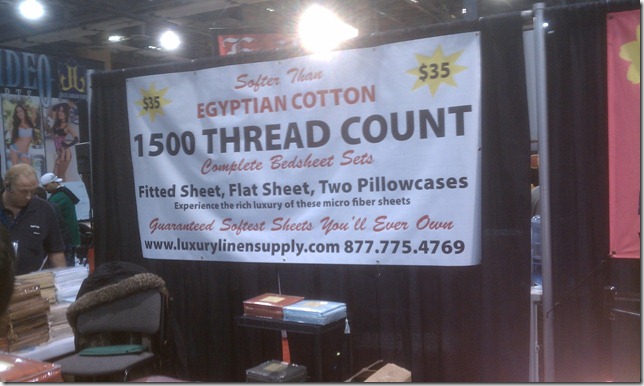 $35
$35
Softer Than
EGYPTIAN COTTON
1500 THREAD COUNT
Complete Bedsheet Sets
Fitted Sheet, Flat Sheet, Two Pillowcases
Experience the rich luxury of these micro fiber sheets
Guaranteed Softest Sheets You'll Ever Own
www.luxurylinensupply.com 877.775.4769